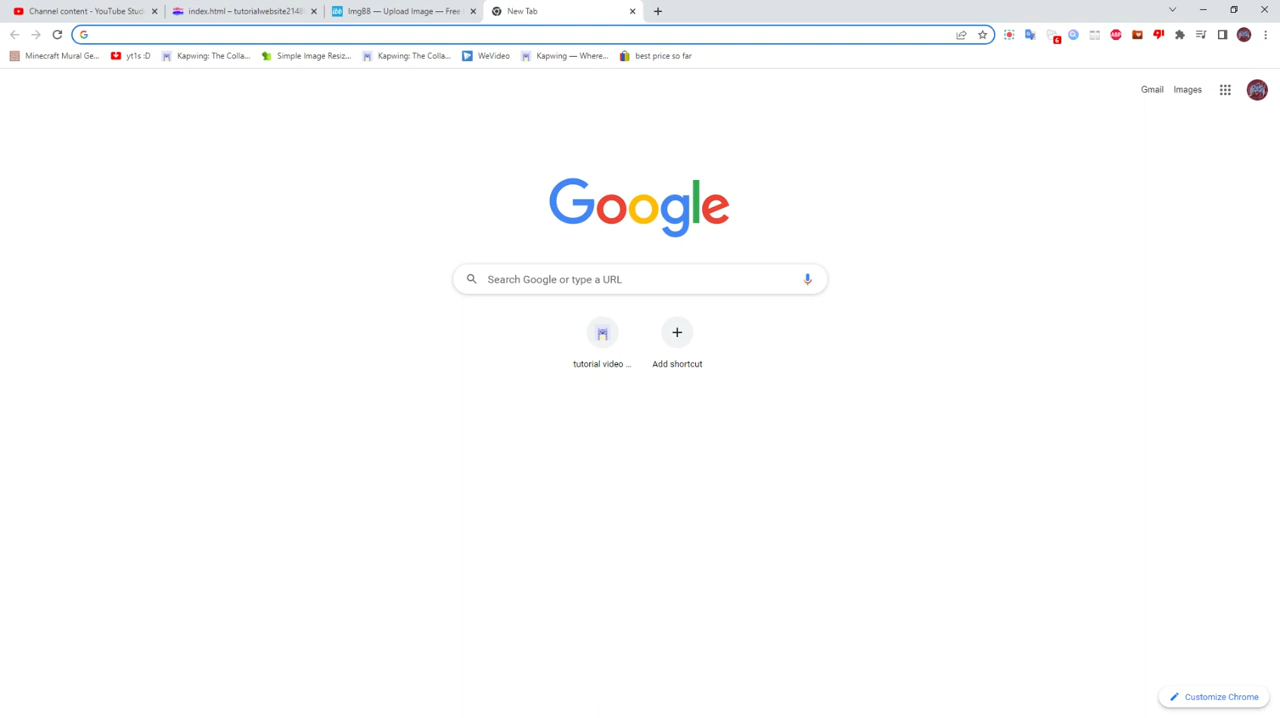 Channel content - YouTube Stud
index.html – tutorialwebsite2148
ImgBB — Upload Image — Free
New Tab
Minecraft Mural Ge...
yt1s :D
Kapwing: The Colla...
Simple Image Resiz...
Kapwing: The Colla...
WeVideo
Kapwing — Where...
best price so far
Gmail
Images
Google
Search Google or type a URL
tutorial video ...
Add shortcut
Customize Chrome